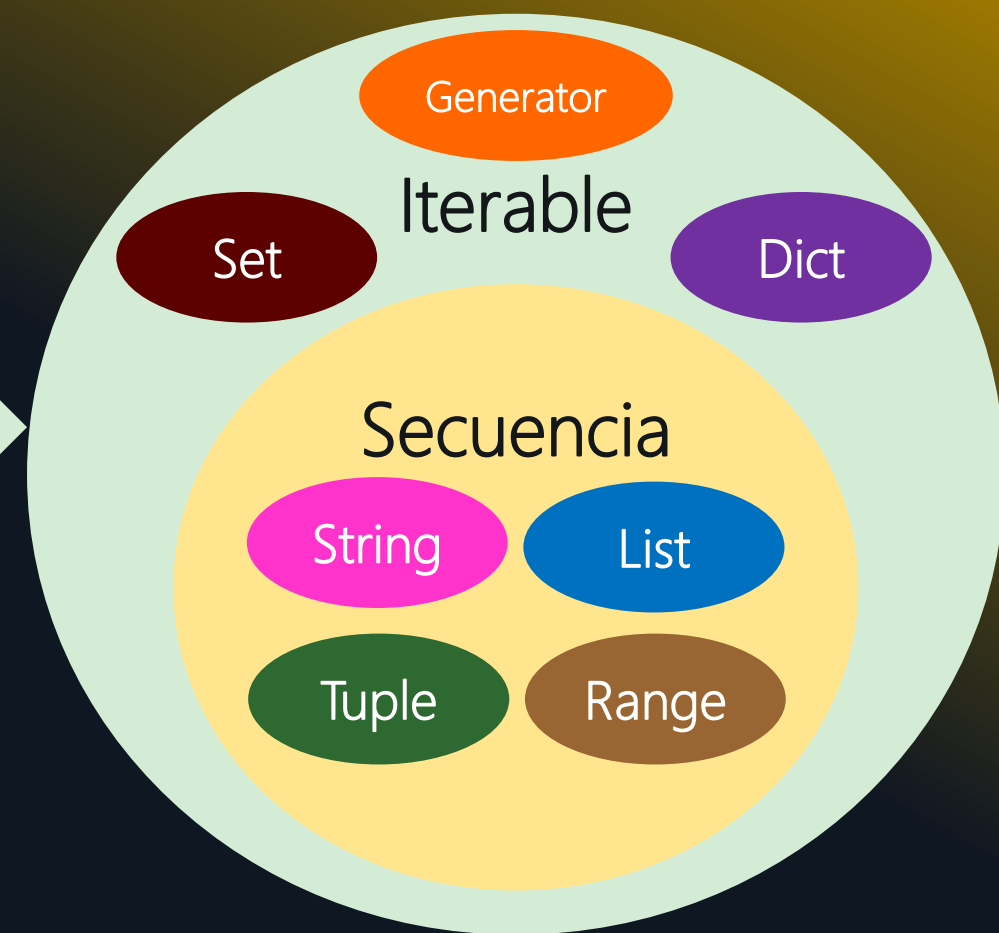 Generator
Iterable
Set
Dict
Secuencia
String
List
Tuple
Range